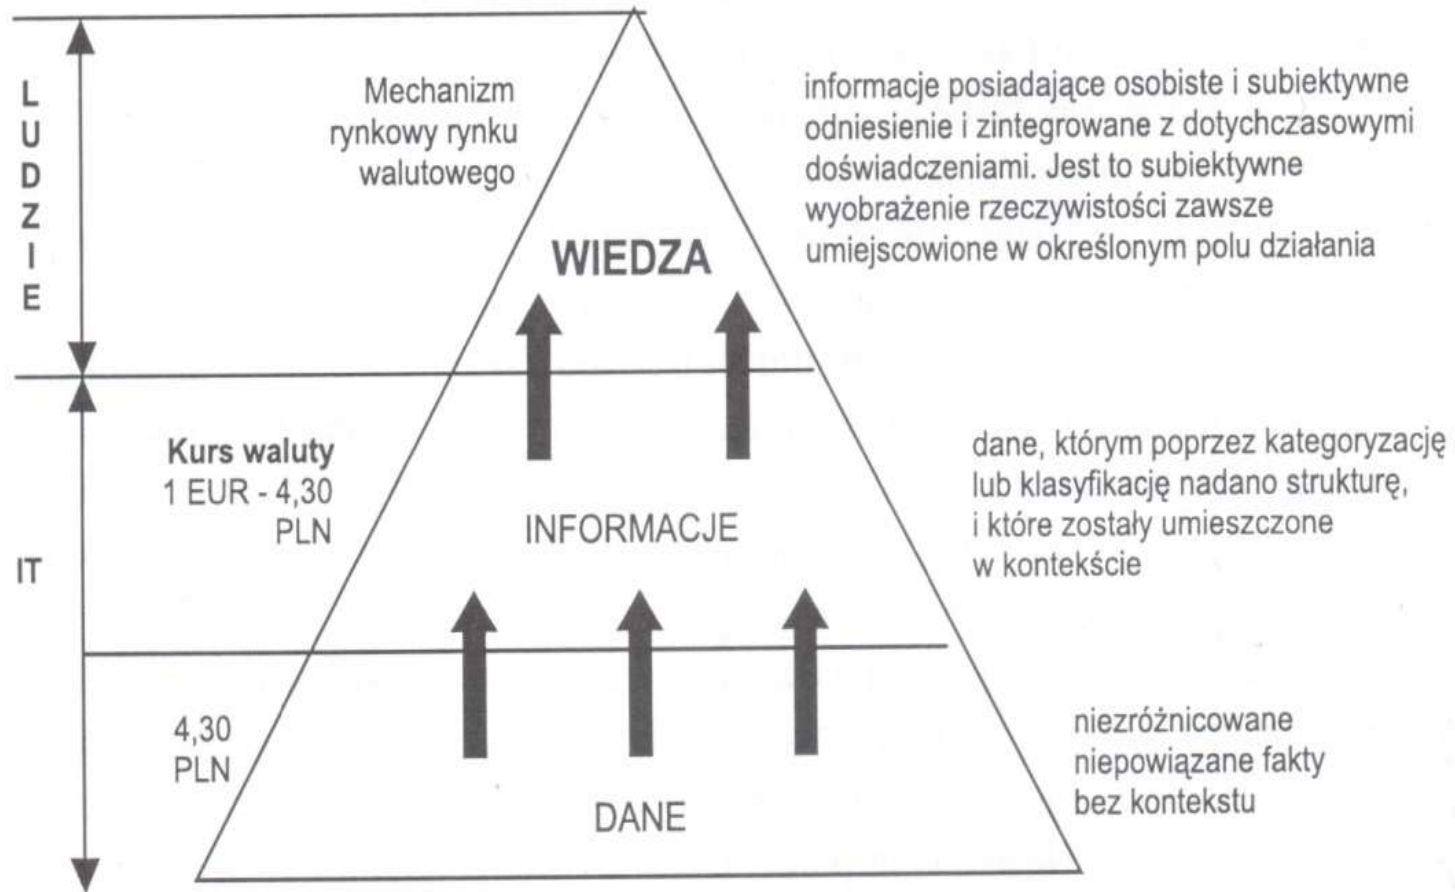 L
U
D
Z
I
E
Mechanizm
rynkowy rynku
walutowego
WIEDZA
informacje posiadające osobiste i subiektywne
odniesienie i zintegrowane z dotychczasowymi
doświadczeniami. Jest to subiektywne
wyobrażenie rzeczywistości zawsze
umiejscowione w określonym polu działania
IT
Kurs waluty
1 EUR - 4,30
PLN
INFORMACJE
dane, którym poprzez kategoryzację
lub klasyfikację nadano strukturę,
i które zostały umieszczone
w kontekście
4,30
PLN
DANE
niezróżnicowane
niepowiązane fakty
bez kontekstu